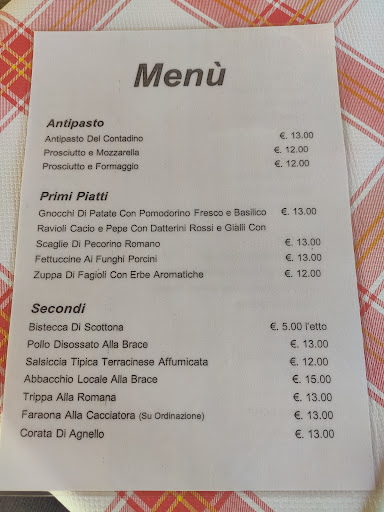 Menù
Antipasto
Antipasto Del Contadino €. 13.00
Prosciutto e Mozzarella €. 12.00
Prosciutto e Formaggio €. 12.00
Primi Piatti
Gnocchi Di Patate Con Pomodorino Fresco e Basilico €. 13.00
Ravioli Cacio e Pepe Con Datterini Rossi e Gialli Con
Scaglie Di Pecorino Romano €. 13.00
Fettuccine Ai Funghi Porcini €. 13.00
Zuppa Di Fagioli Con Erbe Aromatiche €. 12.00
Secondi
Bistecca Di Scottona €. 5.00 l'etto
Pollo Disossato Alla Brace €. 13.00
Salsiccia Tipica Terracinese Affumicata €. 12.00
Abbacchio Locale Alla Brace €. 15.00
Trippa Alla Romana €. 13.00
Faraona Alla Cacciatora (Su Ordinazione) €. 13.00
Corata Di Agnello €. 13.00